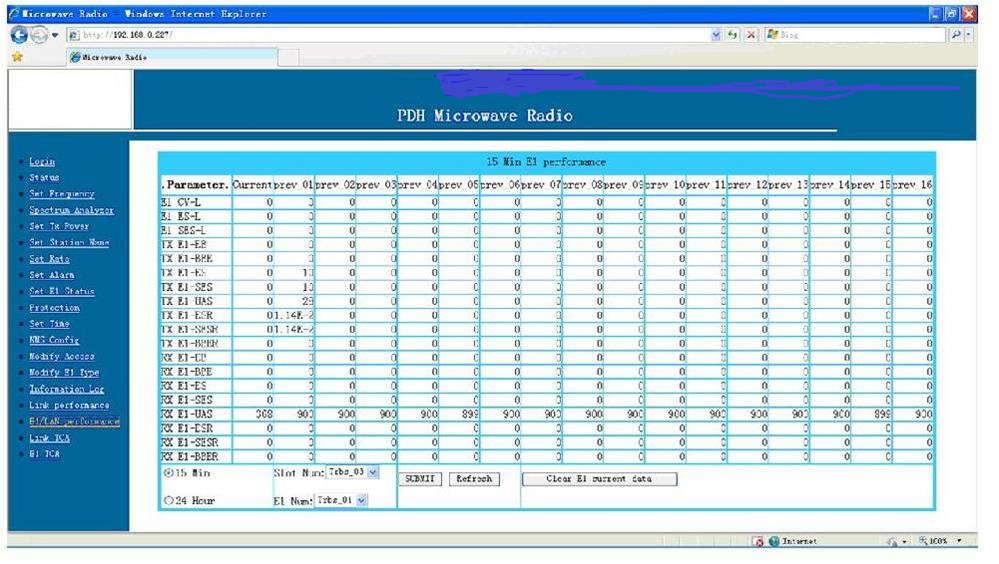 Microwave Radio - Windows Internet Explorer
http://192.168.0.227/
Bing
Microwave Radio
PDH Microwave Radio
Login
Status
Set Frequency
Spectrum Analyzer
Set Tx Power
Set Station Name
Set Rate
Set Alarm
Set E1 Status
Protection
Set Time
NMS Config
Modify Access
Modify E1 Type
Information Log
Link performance
E1/LAN performance
Link TCA
E1 TCA
15 Min E1 performance
.Parameter. Current prev 01 prev 02 prev 03 prev 04 prev 05 prev 06 prev 07 prev 08 prev 09 prev 10 prev 11 prev 12 prev 13 prev 14 prev 15 prev 16
E1 CV-L 0 0 0 0 0 0 0 0 0 0 0 0 0 0 0 0 0
E1 ES-L 0 0 0 0 0 0 0 0 0 0 0 0 0 0 0 0 0
E1 SES-L 0 0 0 0 0 0 0 0 0 0 0 0 0 0 0 0 0
TX E1-EB 0 0 0 0 0 0 0 0 0 0 0 0 0 0 0 0 0
TX E1-BBE 0 0 0 0 0 0 0 0 0 0 0 0 0 0 0 0 0
TX E1-ES 0 10 0 0 0 0 0 0 0 0 0 0 0 0 0 0 0
TX E1-SES 0 10 0 0 0 0 0 0 0 0 0 0 0 0 0 0 0
TX E1-UAS 0 0 0 0 0 0 0 0 0 0 0 0 0 0 0 0
TX E1-ESR 0 1.14E-2 0 0 0 0 0 0 0 0 0 0 0 0 0 0 0
TX E1-SESR 0 1.14E-2 0 0 0 0 0 0 0 0 0 0 0 0 0 0 0
TX E1-BBER 0 0 0 0 0 0 0 0 0 0 0 0 0 0 0 0 0
RX E1-EB 0 0 0 0 0 0 0 0 0 0 0 0 0 0 0 0 0
RX E1-BBE 0 0 0 0 0 0 0 0 0 0 0 0 0 0 0 0 0
RX E1-ES 0 0 0 0 0 0 0 0 0 0 0 0 0 0 0 0 0
RX E1-SES 0 0 0 0 0 0 0 0 0 0 0 0 0 0 0 0 0
RX E1-UAS 368 900 900 900 900 899 900 900 900 900 900 900 900 900 900 899 900
RX E1-ESR 0 0 0 0 0 0 0 0 0 0 0 0 0 0 0 0 0
RX E1-SESR 0 0 0 0 0 0 0 0 0 0 0 0 0 0 0 0 0
RX E1-BBER 0 0 0 0 0 0 0 0 0 0 0 0 0 0 0 0 0
15 Min Slot Num: Trbs_03 SUBMIT Refresh Clear E1 current data
24 Hour E1 Num: Trbs_01
Internet 100%